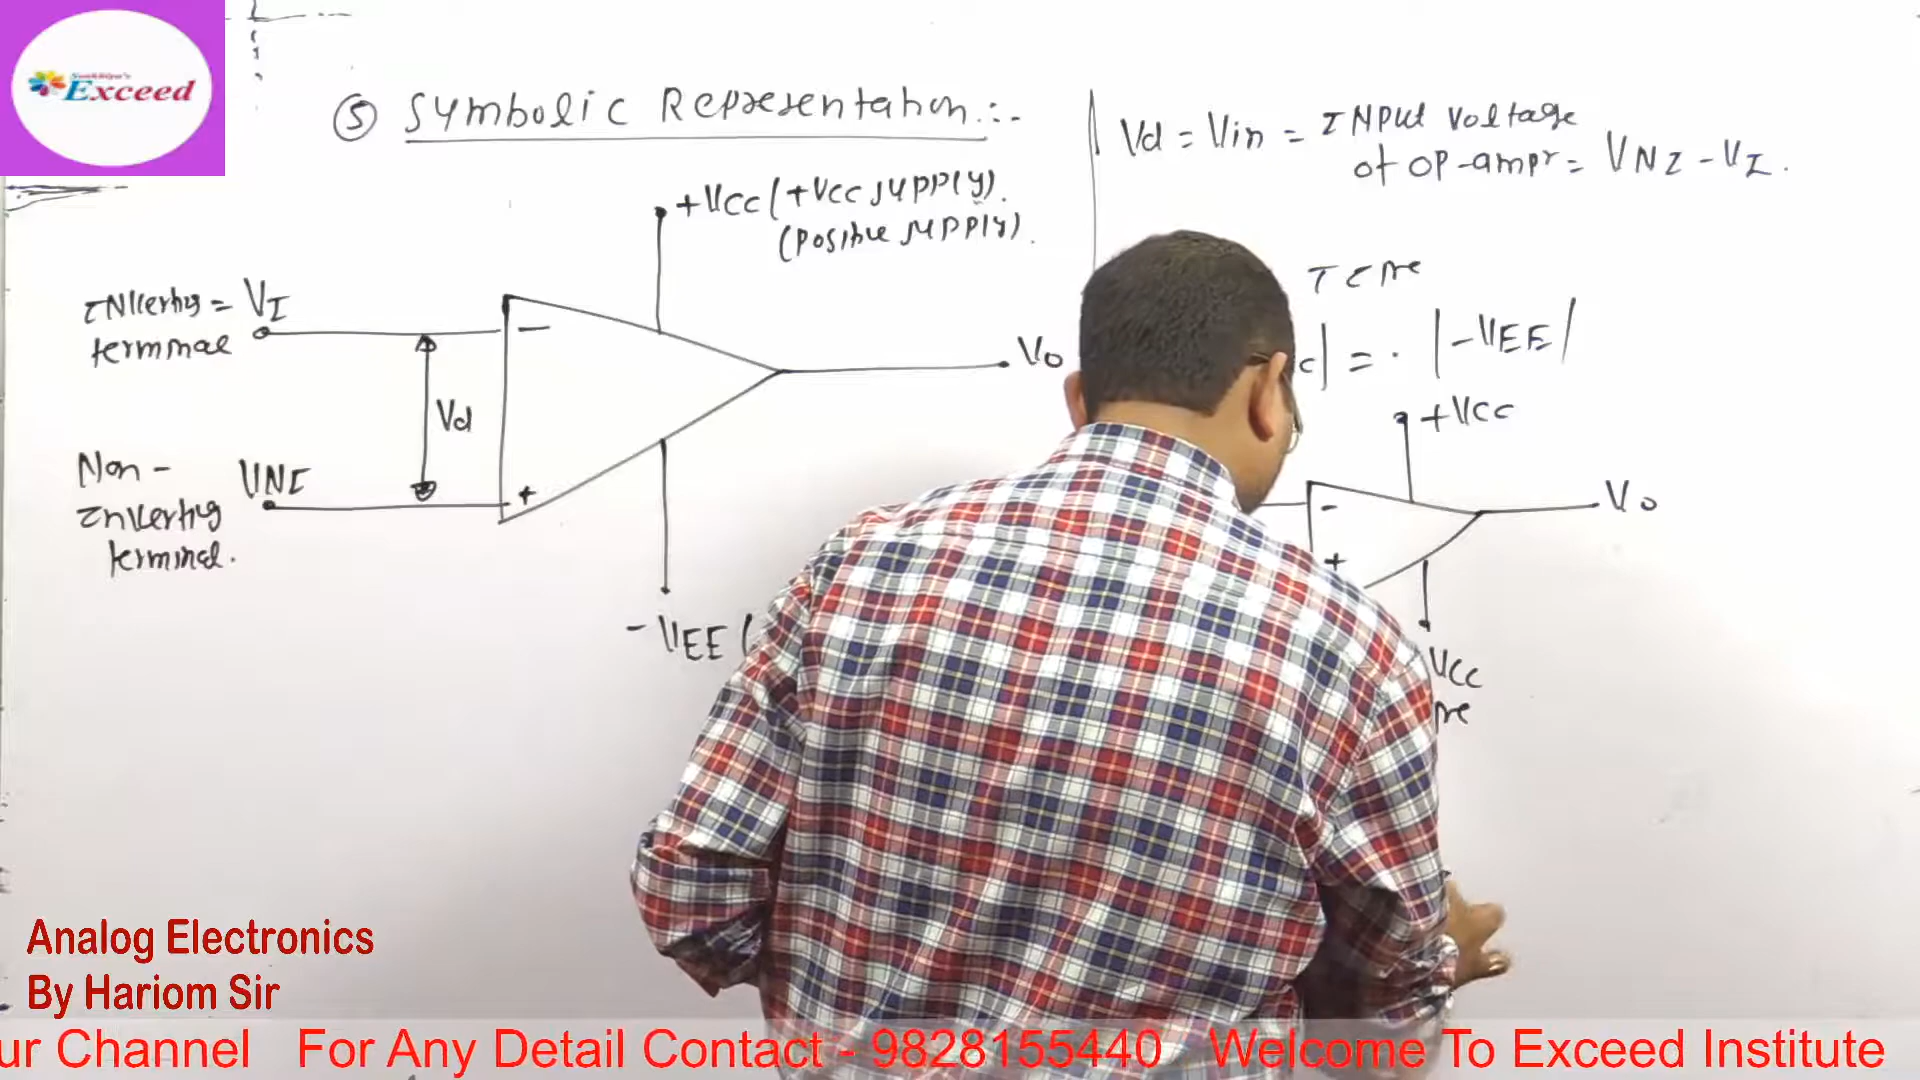 Exceed
⑤ Symbolic Representation :-
+VCC (+VCC supply).
(Positive supply).
Inverting = VI
terminal
-
Vd
Vo
Non-
Inverting
terminal.
VNI
+
-VEE (
Vd = Vin = Input voltage
of op-ampr = VNI - VI.
| = . |-VEE|
+VCC
-
+
Vo
VCC
Analog Electronics
By Hariom Sir
ur Channel For Any Detail Contact - 9828155440 Welcome To Exceed Institute